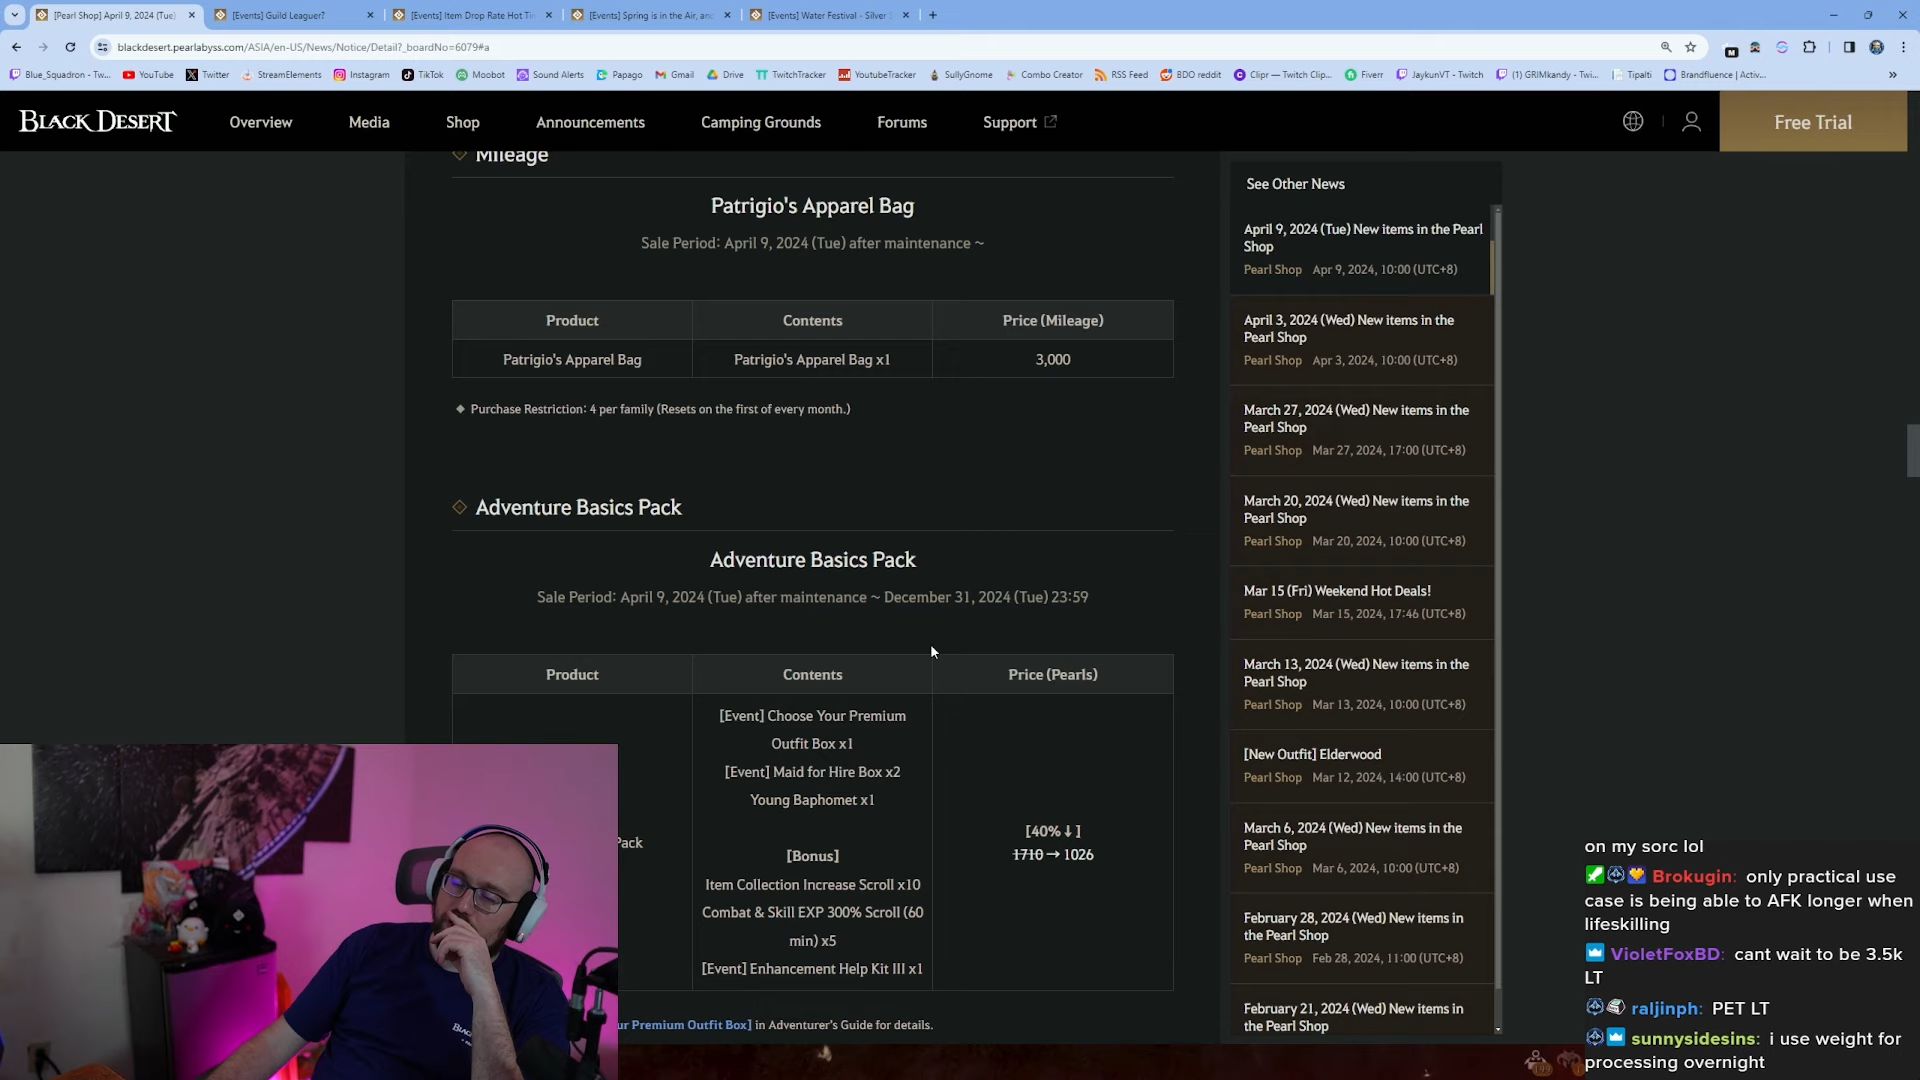 [Pearl Shop] April 9, 2024 (Tue)
[Events] Guild Leaguer?
[Events] Item Drop Rate Hot Tim
[Events] Spring is in the Air, an
[Events] Water Festival - Silver
blackdesert.pearlabyss.com/ASIA/en-US/News/Notice/Detail?_boardNo=6079#a
Blue_Squadron - Tw...
YouTube
Twitter
StreamElements
Instagram
TikTok
Moobot
Sound Alerts
Papago
Gmail
Drive
TwitchTracker
YoutubeTracker
SullyGnome
Combo Creator
RSS Feed
BDO reddit
Clipr — Twitch Clip...
Fiverr
JaykunVT - Twitch
(1) GRIMkandy - Twi...
Tipalti
Brandfluence | Activ...
BLACK DESERT
Overview
Media
Shop
Announcements
Camping Grounds
Forums
Support
Free Trial
Mileage
Patrigio's Apparel Bag
Sale Period: April 9, 2024 (Tue) after maintenance ~
Product
Contents
Price (Mileage)
Patrigio's Apparel Bag
Patrigio's Apparel Bag x1
3,000
Purchase Restriction: 4 per family (Resets on the first of every month.)
Adventure Basics Pack
Adventure Basics Pack
Sale Period: April 9, 2024 (Tue) after maintenance ~ December 31, 2024 (Tue) 23:59
Product
Contents
Price (Pearls)
Pack
[Event] Choose Your Premium
Outfit Box x1
[Event] Maid for Hire Box x2
Young Baphomet x1
[Bonus]
Item Collection Increase Scroll x10
Combat & Skill EXP 300% Scroll (60
min) x5
[Event] Enhancement Help Kit III x1
[40%↓]
1710 → 1026
ur Premium Outfit Box] in Adventurer's Guide for details.
See Other News
April 9, 2024 (Tue) New items in the Pearl
Shop
Pearl Shop Apr 9, 2024, 10:00 (UTC+8)
April 3, 2024 (Wed) New items in the
Pearl Shop
Pearl Shop Apr 3, 2024, 10:00 (UTC+8)
March 27, 2024 (Wed) New items in the
Pearl Shop
Pearl Shop Mar 27, 2024, 17:00 (UTC+8)
March 20, 2024 (Wed) New items in the
Pearl Shop
Pearl Shop Mar 20, 2024, 10:00 (UTC+8)
Mar 15 (Fri) Weekend Hot Deals!
Pearl Shop Mar 15, 2024, 17:46 (UTC+8)
March 13, 2024 (Wed) New items in the
Pearl Shop
Pearl Shop Mar 13, 2024, 10:00 (UTC+8)
[New Outfit] Elderwood
Pearl Shop Mar 12, 2024, 14:00 (UTC+8)
March 6, 2024 (Wed) New items in the
Pearl Shop
Pearl Shop Mar 6, 2024, 10:00 (UTC+8)
February 28, 2024 (Wed) New items in
the Pearl Shop
Pearl Shop Feb 28, 2024, 11:00 (UTC+8)
February 21, 2024 (Wed) New items in
the Pearl Shop
on my sorc lol
Brokugin: only practical use
case is being able to AFK longer when
lifeskilling
VioletFoxBD: cant wait to be 3.5k
LT
raljinph: PET LT
sunnysidesins: i use weight for
processing overnight